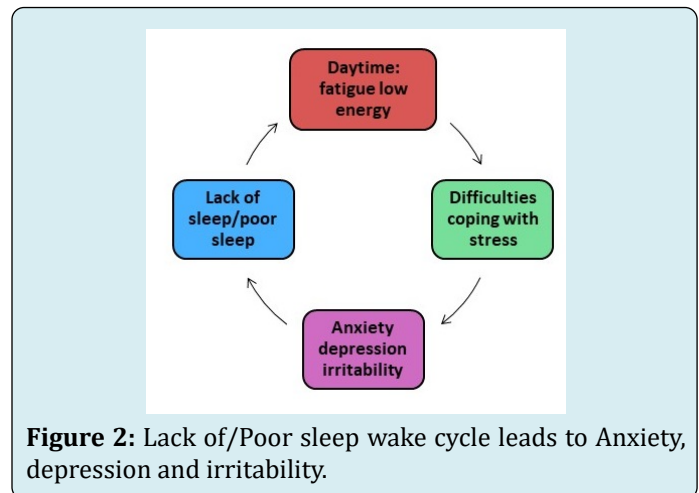 Daytime:
fatigue low
energy
Lack of
sleep/poor
sleep
Difficulties
coping with
stress
Anxiety
depression
irritability
Figure 2: Lack of/Poor sleep wake cycle leads to Anxiety,
depression and irritability.